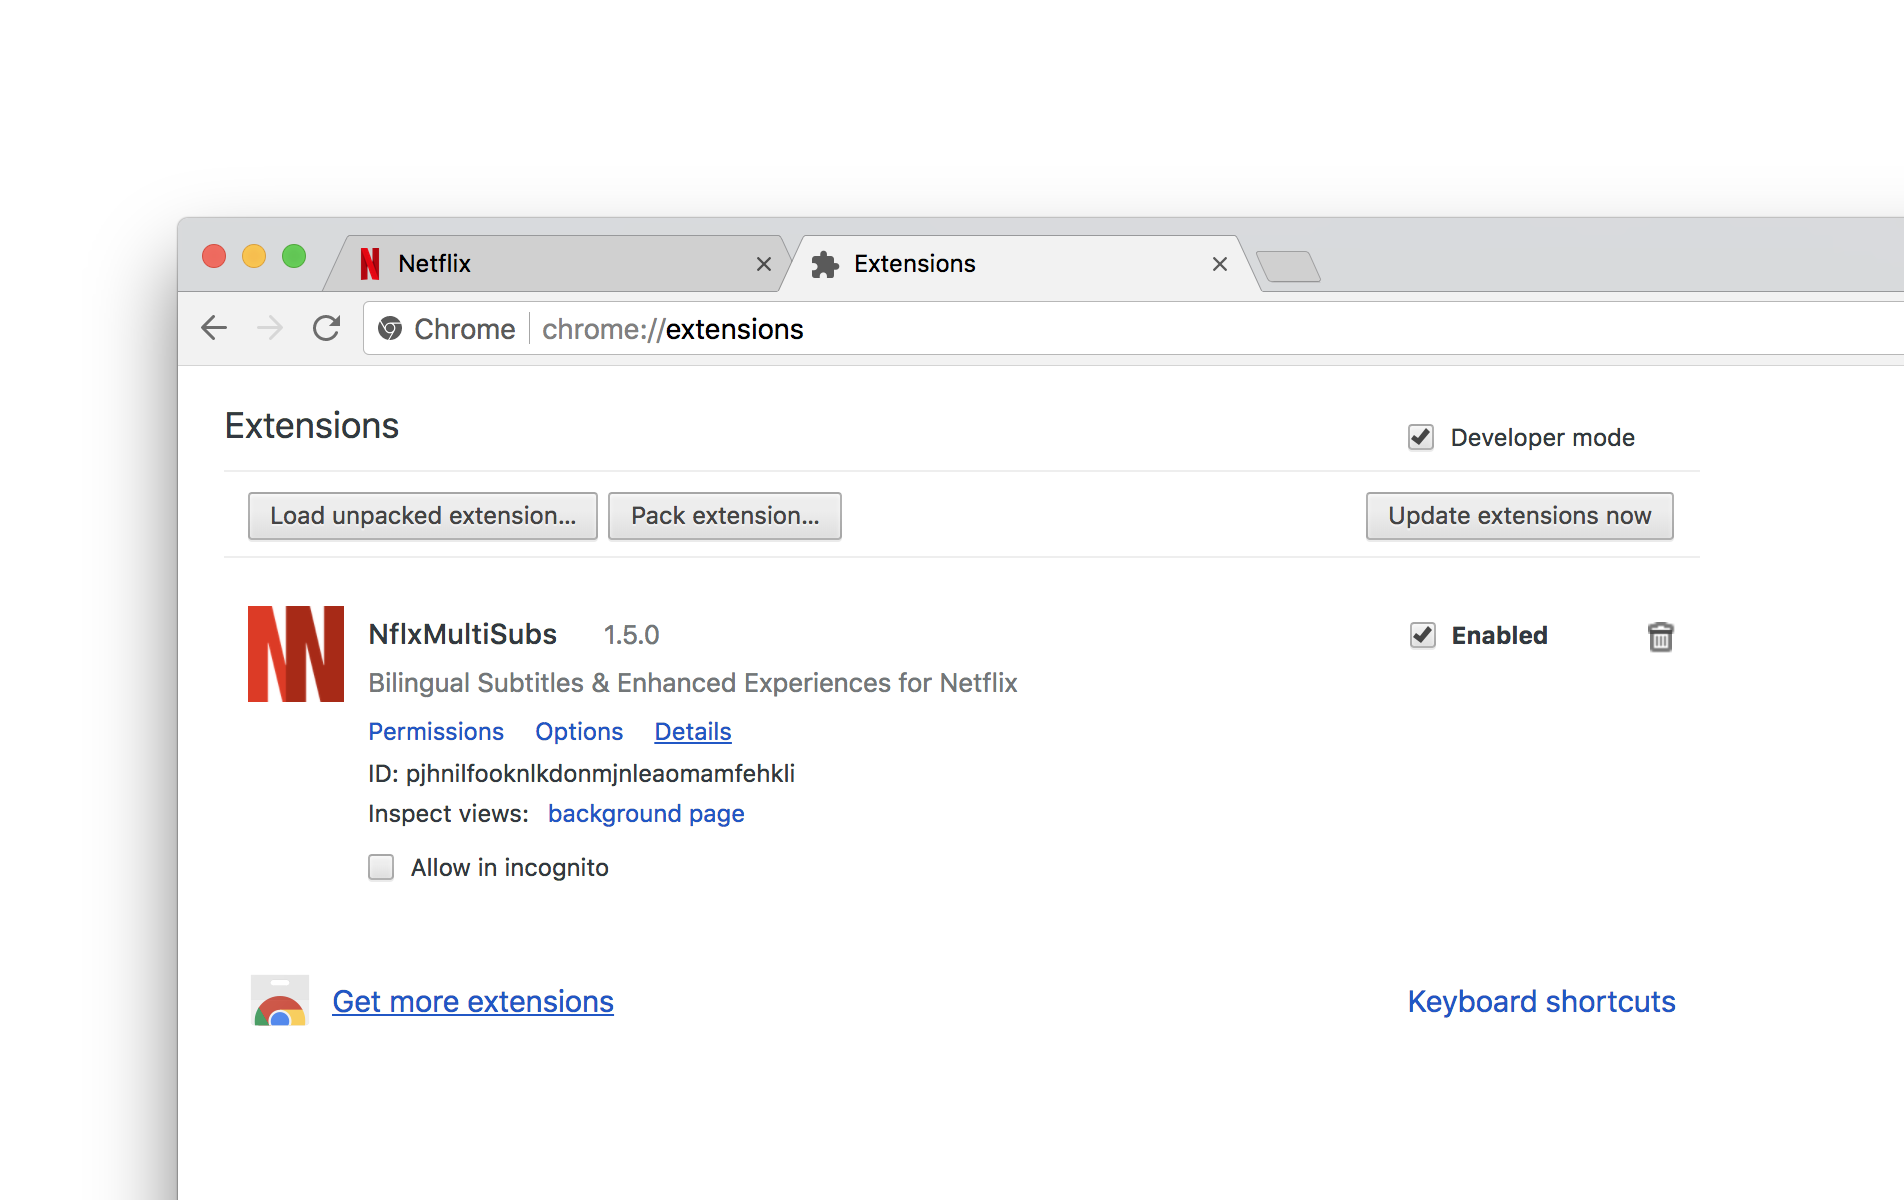 Netflix
Extensions
Chrome chrome://extensions
Extensions
Developer mode
Load unpacked extension... Pack extension... Update extensions now
NflxMultiSubs 1.5.0 Enabled
Bilingual Subtitles & Enhanced Experiences for Netflix
Permissions Options Details
ID: pjhnilfooknlkdonmjnleaomamfehkli
Inspect views: background page
Allow in incognito
Get more extensions Keyboard shortcuts